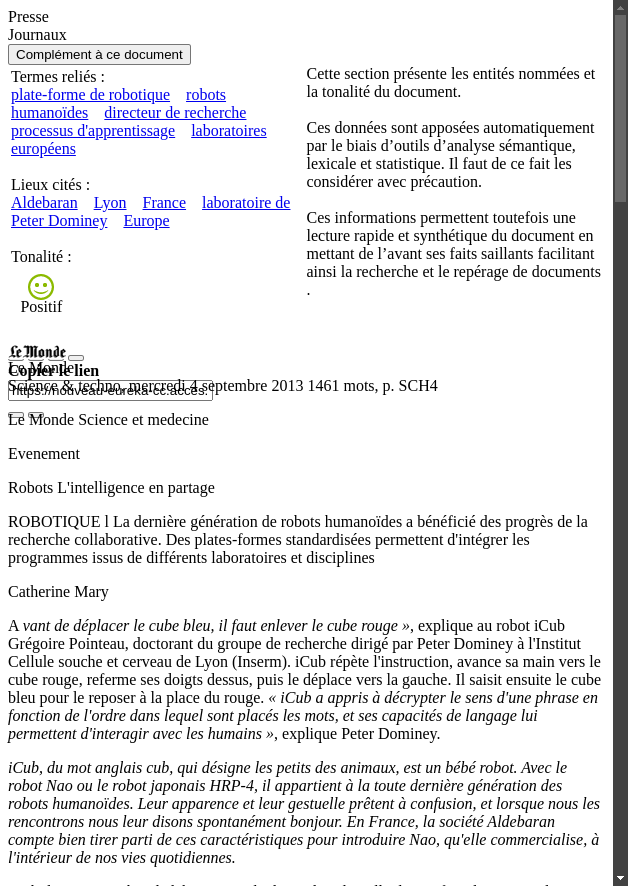 Presse
Journaux
Complément à ce document
Termes reliés :
plate-forme de robotique robots
humanoïdes directeur de recherche
processus d'apprentissage laboratoires
européens
Lieux cités :
Aldebaran Lyon France laboratoire de
Peter Dominey Europe
Tonalité :
Positif
Cette section présente les entités nommées et
la tonalité du document.
Ces données sont apposées automatiquement
par le biais d’outils d’analyse sémantique,
lexicale et statistique. Il faut de ce fait les
considérer avec précaution.
Ces informations permettent toutefois une
lecture rapide et synthétique du document en
mettant de l’avant ses faits saillants facilitant
ainsi la recherche et le repérage de documents
.
Le Monde
Le Monde
Copier le lien
Science & techno, mercredi 4 septembre 2013 1461 mots, p. SCH4
https://nouveau-eureka-cc.acces.
Le Monde Science et medecine
Evenement
Robots L'intelligence en partage
ROBOTIQUE l La dernière génération de robots humanoïdes a bénéficié des progrès de la
recherche collaborative. Des plates-formes standardisées permettent d'intégrer les
programmes issus de différents laboratoires et disciplines
Catherine Mary
A vant de déplacer le cube bleu, il faut enlever le cube rouge », explique au robot iCub
Grégoire Pointeau, doctorant du groupe de recherche dirigé par Peter Dominey à l'Institut
Cellule souche et cerveau de Lyon (Inserm). iCub répète l'instruction, avance sa main vers le
cube rouge, referme ses doigts dessus, puis le déplace vers la gauche. Il saisit ensuite le cube
bleu pour le reposer à la place du rouge. « iCub a appris à décrypter le sens d'une phrase en
fonction de l'ordre dans lequel sont placés les mots, et ses capacités de langage lui
permettent d'interagir avec les humains », explique Peter Dominey.
iCub, du mot anglais cub, qui désigne les petits des animaux, est un bébé robot. Avec le
robot Nao ou le robot japonais HRP-4, il appartient à la toute dernière génération des
robots humanoïdes. Leur apparence et leur gestuelle prêtent à confusion, et lorsque nous les
rencontrons nous leur disons spontanément bonjour. En France, la société Aldebaran
compte bien tirer parti de ces caractéristiques pour introduire Nao, qu'elle commercialise, à
l'intérieur de nos vies quotidiennes.